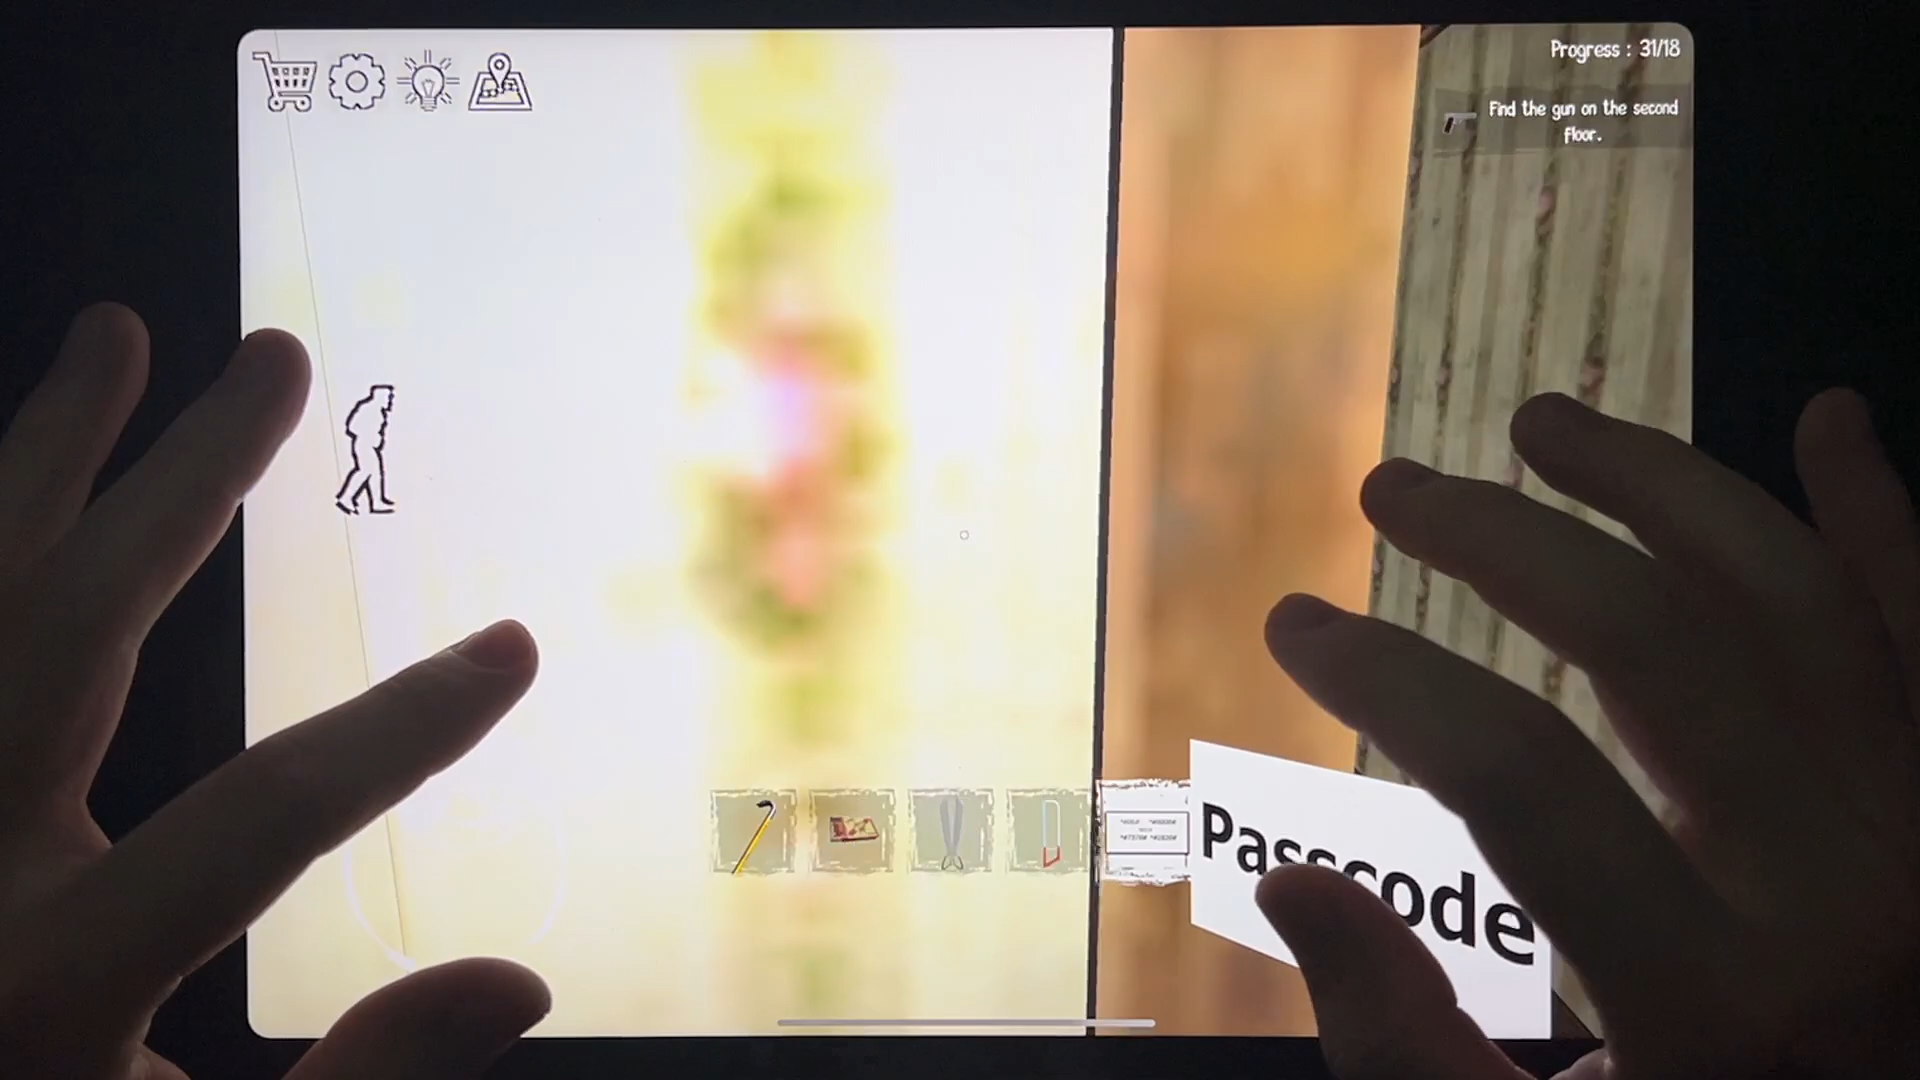 Progress : 31/18
Find the gun on the second
floor.
Passcode